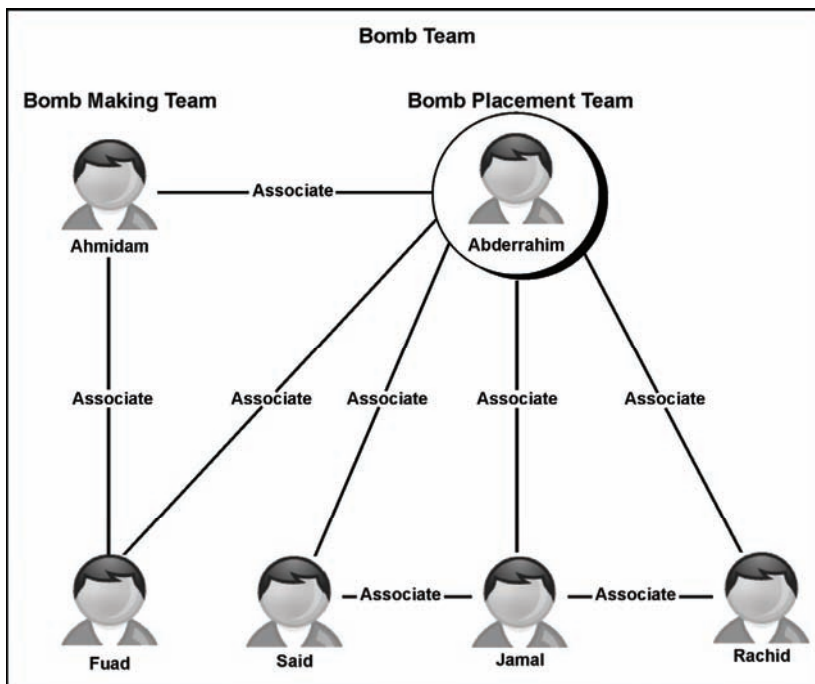 Bomb Team
Bomb Making Team
Bomb Placement Team
Associate
Ahmidam
Abderrahim
Associate
Associate
Associate
Associate
Associate
Associate
Associate
Fuad
Said
Jamal
Rachid